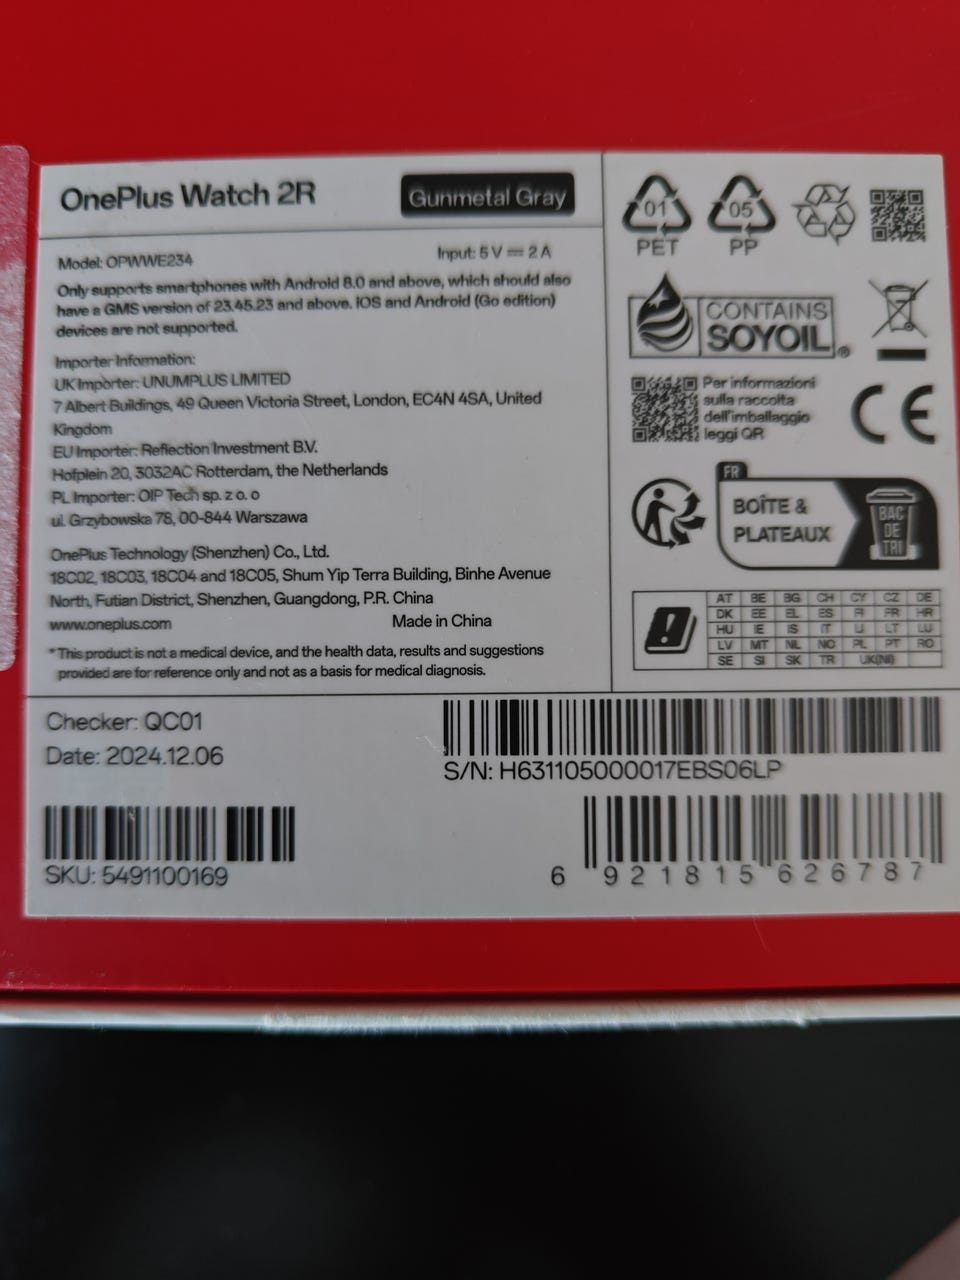 OnePlus Watch 2R
Gunmetal Gray
Model: OPWWE234
Input: 5 V ⎓ 2 A
Only supports smartphones with Android 8.0 and above, which should also
have a GMS version of 23.45.23 and above. iOS and Android (Go edition)
devices are not supported.
Importer Information:
UK Importer: UNUMPLUS LIMITED
7 Albert Buildings, 49 Queen Victoria Street, London, EC4N 4SA, United
Kingdom
EU Importer: Reflection Investment B.V.
Hofplein 20, 3032AC Rotterdam, the Netherlands
PL Importer: OIP Tech sp. z o. o
ul. Grzybowska 78, 00-844 Warszawa
OnePlus Technology (Shenzhen) Co., Ltd.
18C02, 18C03, 18C04 and 18C05, Shum Yip Terra Building, Binhe Avenue
North, Futian District, Shenzhen, Guangdong, P.R. China
www.oneplus.com
Made in China
*This product is not a medical device, and the health data, results and suggestions
provided are for reference only and not as a basis for medical diagnosis.
01 05
PET PP
CONTAINS
SOYOIL®
Per informazioni
sulla raccolta
dell'imballaggio
leggi QR
CE
FR
BOÎTE &
PLATEAUX
BAC
DE
TRI
AT BE BG CH CY CZ DE
DK EE EL ES FI FR HR
HU IE IS IT LI LT LU
LV MT NL NO PL PT RO
SE SI SK TR UK(NI)
Checker: QC01
Date: 2024.12.06
S/N: H631105000017EBS06LP
SKU: 5491100169
6 921815 626787